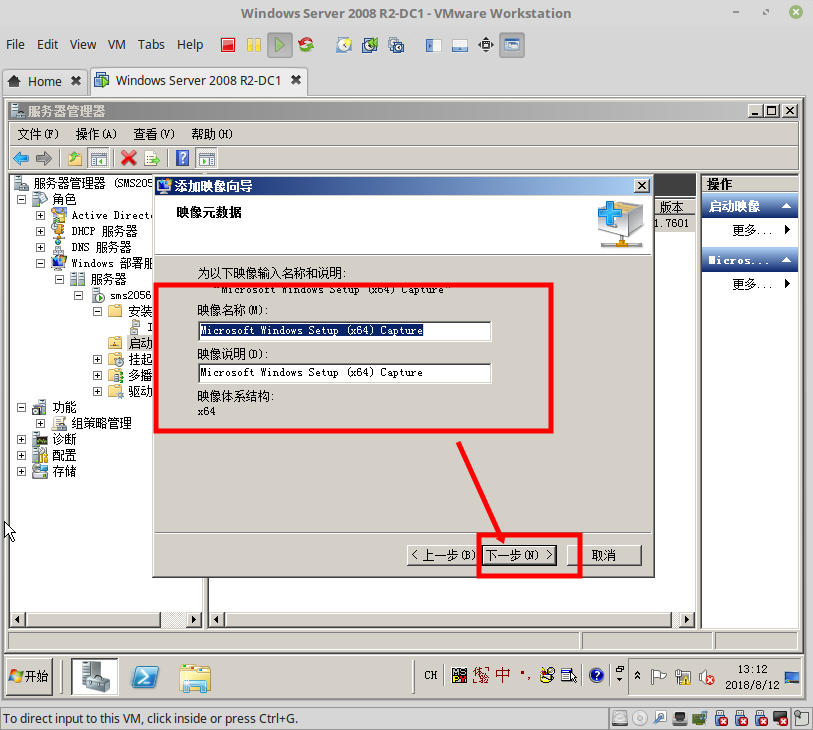 Windows Server 2008 R2-DC1 - VMware Workstation
File Edit View VM Tabs Help
Home Windows Server 2008 R2-DC1
服务器管理器
文件(F) 操作(A) 查看(V) 帮助(H)
服务器管理器 (SMS205
角色
Active Direct
DHCP 服务器
DNS 服务器
Windows 部署服
服务器
sms2056
安装
启动
挂起
多播
驱动
功能
组策略管理
诊断
配置
存储
添加映像向导
映像元数据
为以下映像输入名称和说明:
"Microsoft Windows Setup (x64) Capture"
映像名称(M):
Microsoft Windows Setup (x64) Capture
映像说明(D):
Microsoft Windows Setup (x64) Capture
映像体系结构:
x64
< 上一步(B) 下一步(N) > 取消
版本
1.7601
操作
启动映像
更多...
Micros...
更多...
开始
CH
中
13:12
2018/8/12
To direct input to this VM, click inside or press Ctrl+G.